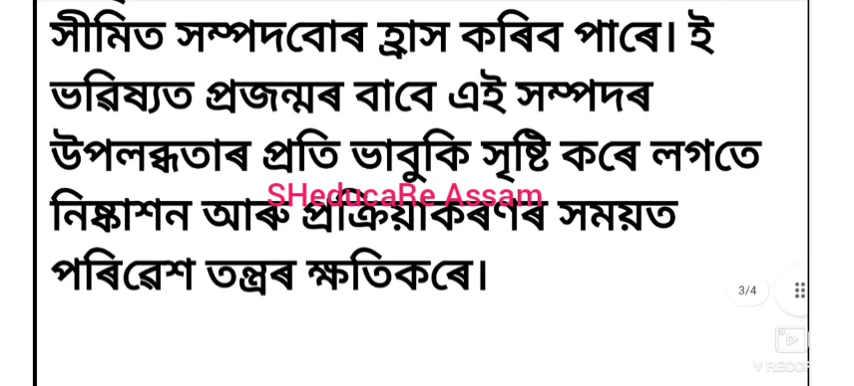 সীমিত সম্পদবোৰ হ্ৰাস কৰিব পাৰে। ই
ভৱিষ্যত প্ৰজন্মৰ বাবে এই সম্পদৰ
উপলব্ধতাৰ প্ৰতি ভাবুকি সৃষ্টি কৰে লগতে
SHeducaRe Assam
নিষ্কাশন আৰু প্ৰক্ৰিয়াকৰণৰ সময়ত
পৰিৱেশ তন্ত্ৰৰ ক্ষতিকৰে।
3/4
V RECOR